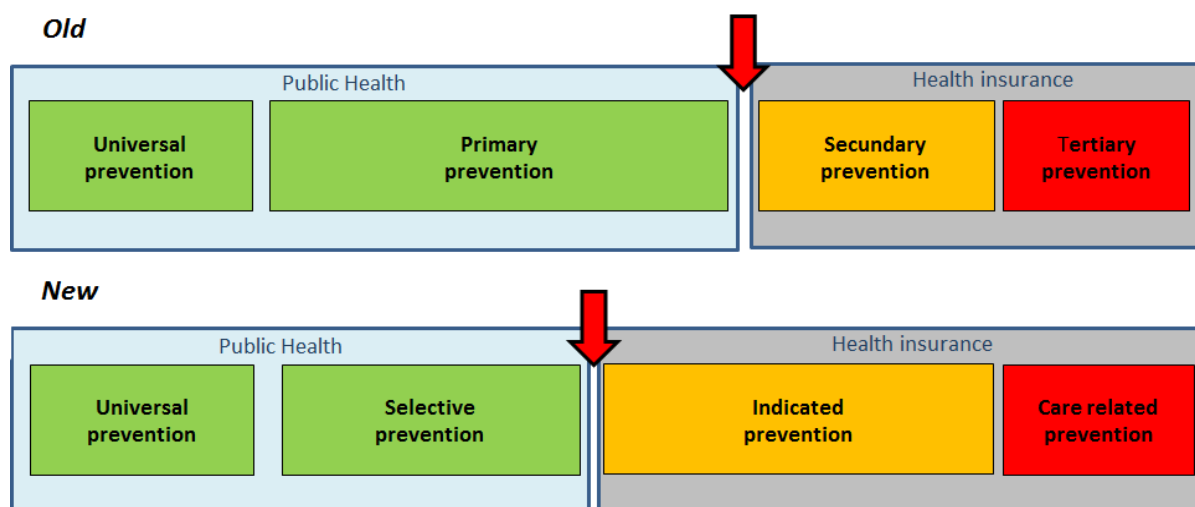 Old
Public Health
Health insurance
Universal
prevention
Primary
prevention
Secundary
prevention
Tertiary
prevention
New
Public Health
Health insurance
Universal
prevention
Selective
prevention
Indicated
prevention
Care related
prevention